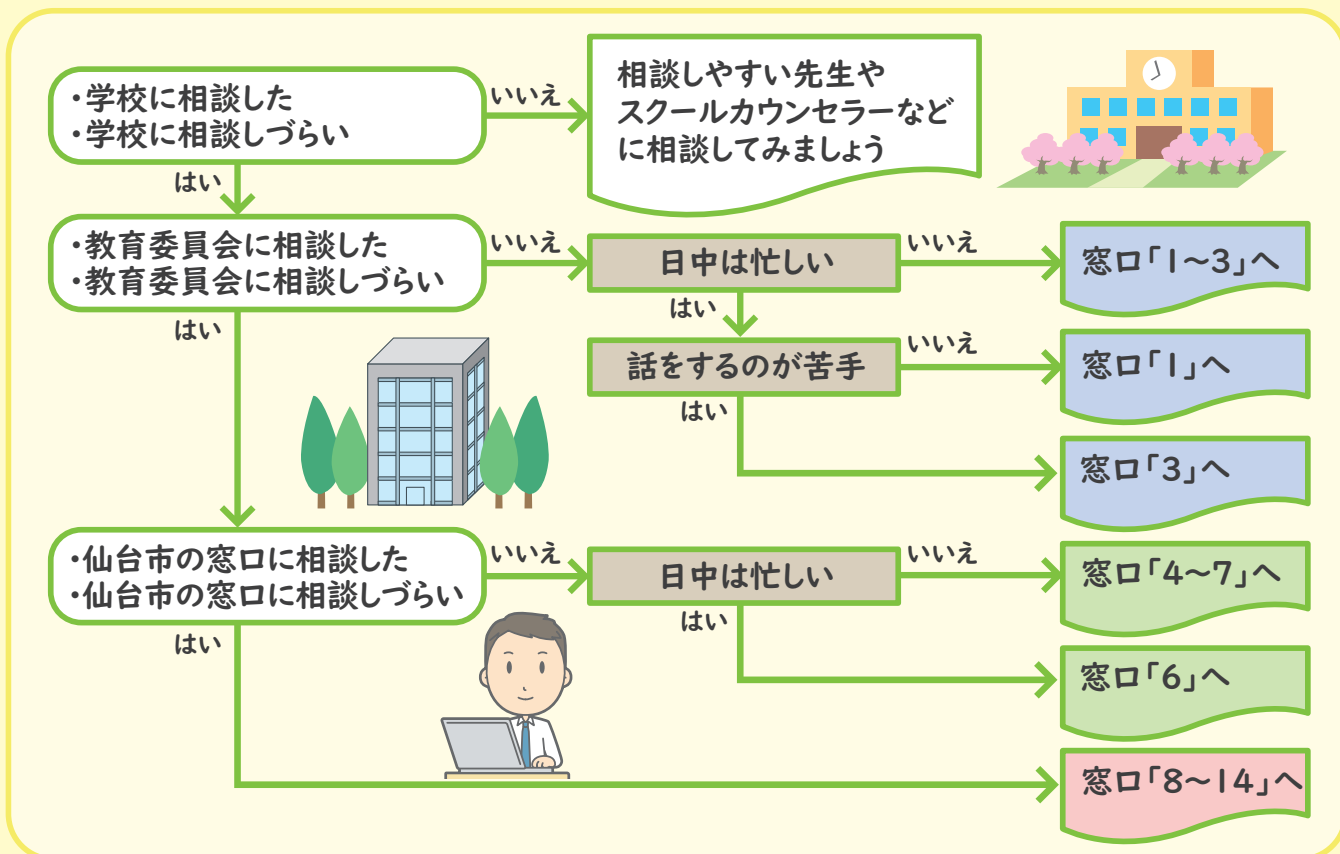 ・学校に相談した
・学校に相談しづらい
いいえ
相談しやすい先生や
スクールカウンセラーなど
に相談してみましょう
はい
・教育委員会に相談した
・教育委員会に相談しづらい
いいえ
日中は忙しい
いいえ
窓口「1～3」へ
はい
はい
話をするのが苦手
いいえ
窓口「1」へ
はい
窓口「3」へ
・仙台市の窓口に相談した
・仙台市の窓口に相談しづらい
いいえ
日中は忙しい
いいえ
窓口「4～7」へ
はい
はい
窓口「6」へ
窓口「8～14」へ